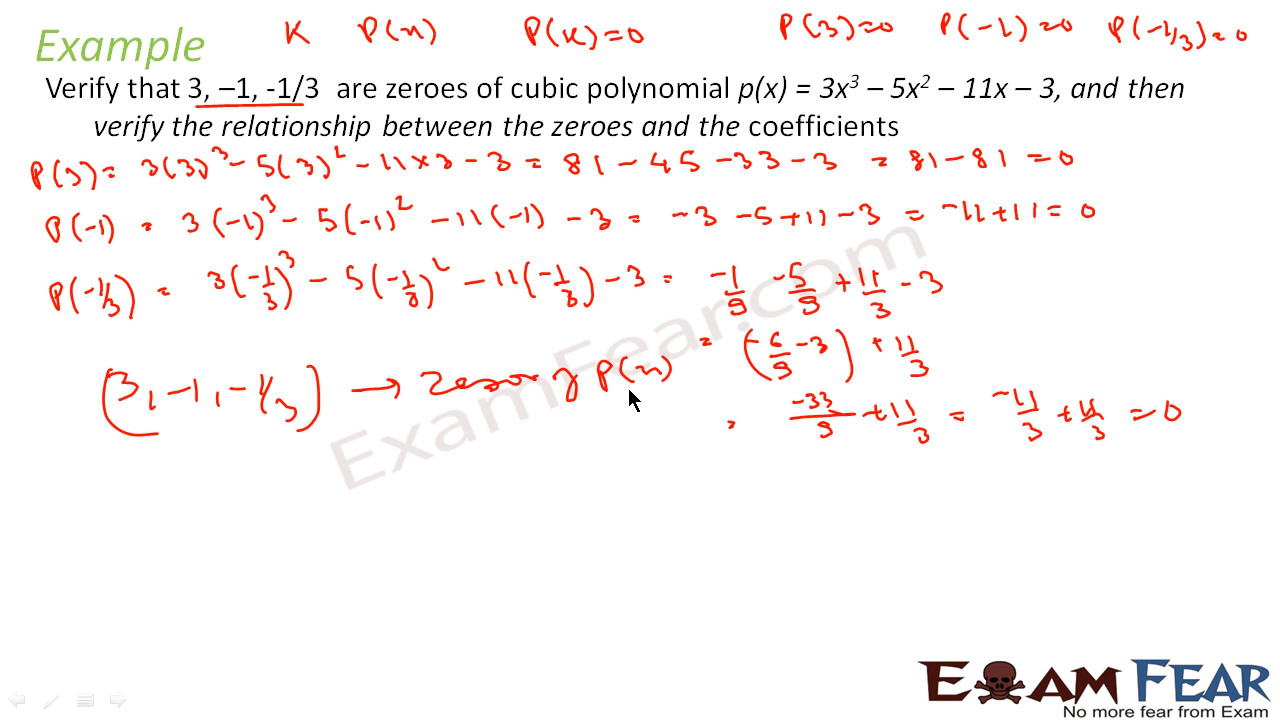 K P(x) P(K)=0 P(3)=0 P(-1)=0 P(-1/3)=0
Example
Verify that 3, –1, -1/3 are zeroes of cubic polynomial p(x) = 3x³ – 5x² – 11x – 3, and then
verify the relationship between the zeroes and the coefficients
P(3) = 3(3)³ - 5(3)² - 11×3 - 3 = 81 - 45 - 33 - 3 = 81 - 81 = 0
P(-1) = 3(-1)³ - 5(-1)² - 11(-1) - 3 = -3 - 5 + 11 - 3 = -11 + 11 = 0
P(-1/3) = 3(-1/3)³ - 5(-1/3)² - 11(-1/3) - 3 = -1/9 - 5/9 + 11/3 - 3
= (-6/9 - 3) + 11/3
(3, -1, -1/3) → zeroes of P(x)
= -33/9 + 11/3 = -11/3 + 11/3 = 0
ExamFear.com
EXAM FEAR
No more fear from Exam